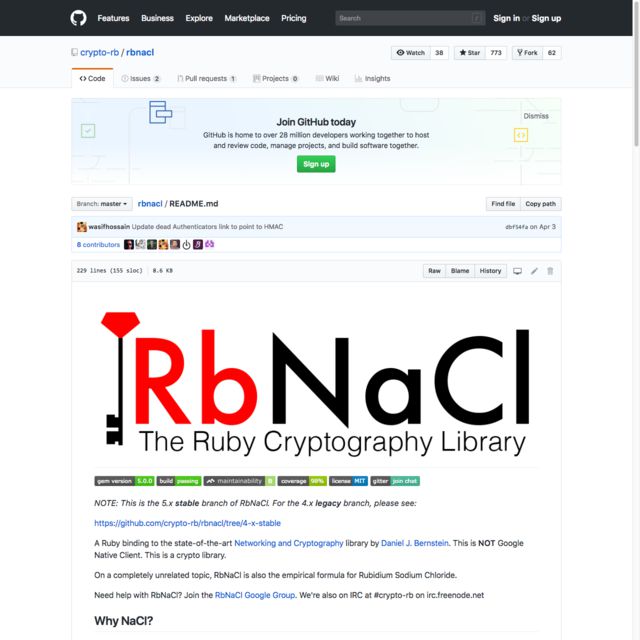 Features Business Explore Marketplace Pricing Search / Sign in or Sign up
crypto-rb / rbnacl Watch 38 Star 773 Fork 62
Code Issues 2 Pull requests 1 Projects 0 Wiki Insights
Join GitHub today Dismiss
GitHub is home to over 28 million developers working together to host
and review code, manage projects, and build software together.
Sign up
Branch: master rbnacl / README.md Find file Copy path
wasifhossain Update dead Authenticators link to point to HMAC dbf54fa on Apr 3
8 contributors
229 lines (155 sloc) 8.6 KB Raw Blame History
RbNaCl
The Ruby Cryptography Library
gem version 5.0.0 build passing maintainability B coverage 98% license MIT gitter join chat
NOTE: This is the 5.x stable branch of RbNaCl. For the 4.x legacy branch, please see:
https://github.com/crypto-rb/rbnacl/tree/4-x-stable
A Ruby binding to the state-of-the-art Networking and Cryptography library by Daniel J. Bernstein. This is NOT Google
Native Client. This is a crypto library.
On a completely unrelated topic, RbNaCl is also the empirical formula for Rubidium Sodium Chloride.
Need help with RbNaCl? Join the RbNaCl Google Group. We're also on IRC at #crypto-rb on irc.freenode.net
Why NaCl?